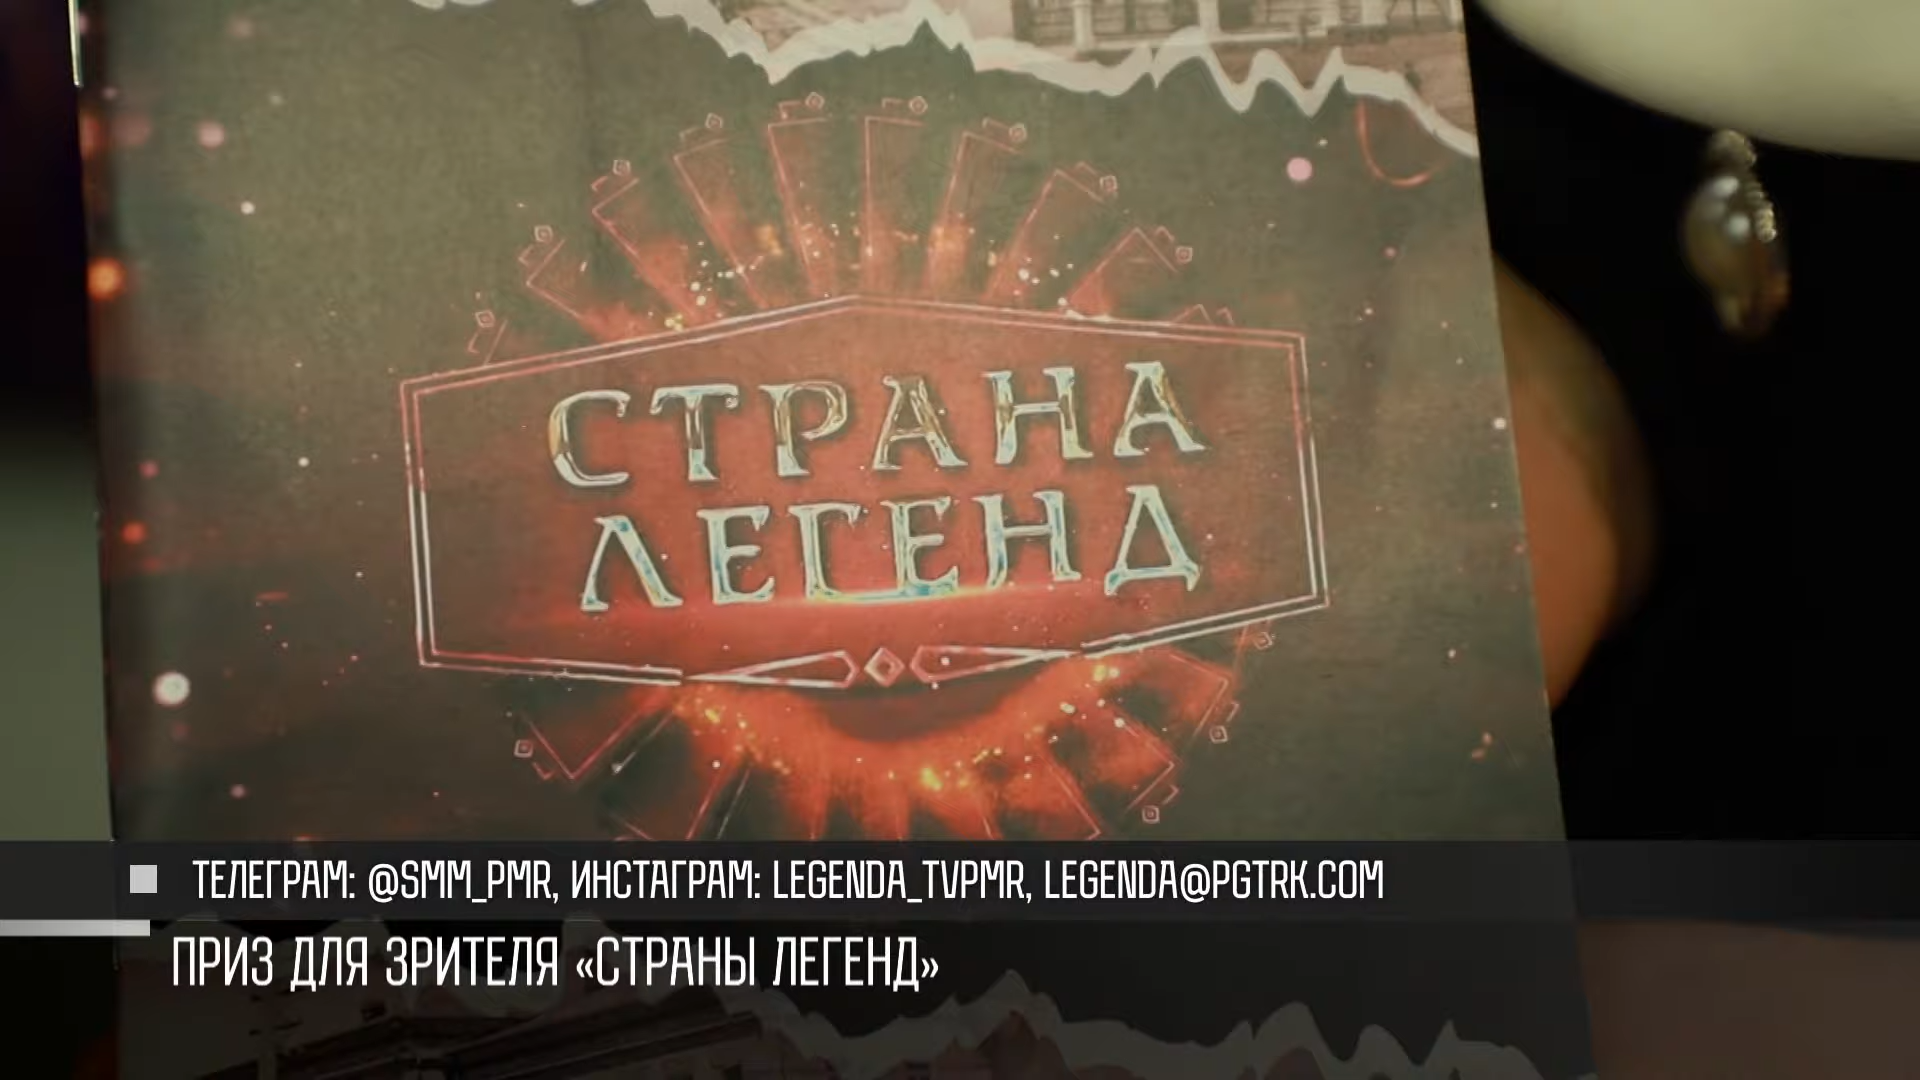 СТРАНА
ЛЕГЕНД
ТЕЛЕГРАМ: @SMM_PMR, ИНСТАГРАМ: LEGENDA_TVPMR, LEGENDA@PGTRK.COM
ПРИЗ ДЛЯ ЗРИТЕЛЯ «СТРАНЫ ЛЕГЕНД»